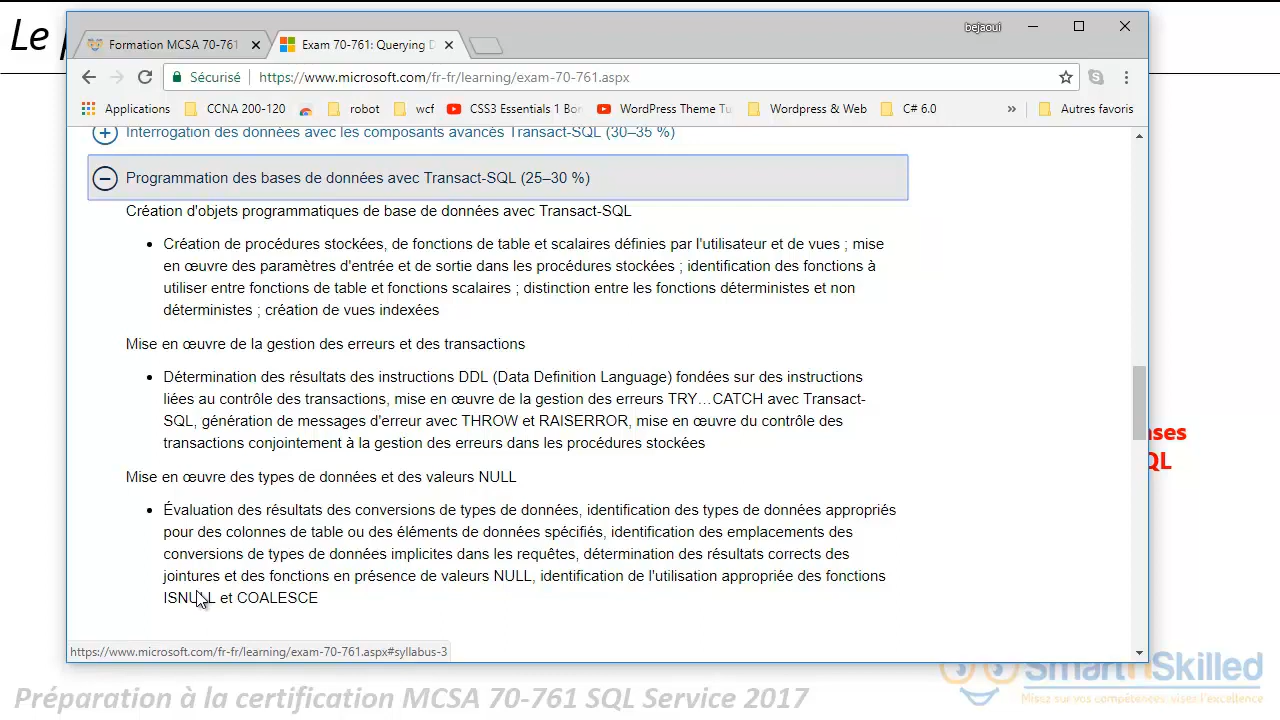 Le p
bejaoui
Formation MCSA 70-761
Exam 70-761: Querying D
Sécurisé https://www.microsoft.com/fr-fr/learning/exam-70-761.aspx
Applications CCNA 200-120 robot wcf CSS3 Essentials 1 Bor WordPress Theme Tu Wordpress & Web C# 6.0 » Autres favoris
Interrogation des données avec les composants avancés Transact-SQL (30–35 %)
Programmation des bases de données avec Transact-SQL (25–30 %)
Création d'objets programmatiques de base de données avec Transact-SQL
• Création de procédures stockées, de fonctions de table et scalaires définies par l'utilisateur et de vues ; mise
en œuvre des paramètres d'entrée et de sortie dans les procédures stockées ; identification des fonctions à
utiliser entre fonctions de table et fonctions scalaires ; distinction entre les fonctions déterministes et non
déterministes ; création de vues indexées
Mise en œuvre de la gestion des erreurs et des transactions
• Détermination des résultats des instructions DDL (Data Definition Language) fondées sur des instructions
liées au contrôle des transactions, mise en œuvre de la gestion des erreurs TRY…CATCH avec Transact-
SQL, génération de messages d'erreur avec THROW et RAISERROR, mise en œuvre du contrôle des
transactions conjointement à la gestion des erreurs dans les procédures stockées
Mise en œuvre des types de données et des valeurs NULL
• Évaluation des résultats des conversions de types de données, identification des types de données appropriés
pour des colonnes de table ou des éléments de données spécifiés, identification des emplacements des
conversions de types de données implicites dans les requêtes, détermination des résultats corrects des
jointures et des fonctions en présence de valeurs NULL, identification de l'utilisation appropriée des fonctions
ISNULL et COALESCE
https://www.microsoft.com/fr-fr/learning/exam-70-761.aspx#syllabus-3
ases
QL
SmartnSkilled
Misez sur vos compétences, visez l'excellence
Préparation à la certification MCSA 70-761 SQL Service 2017